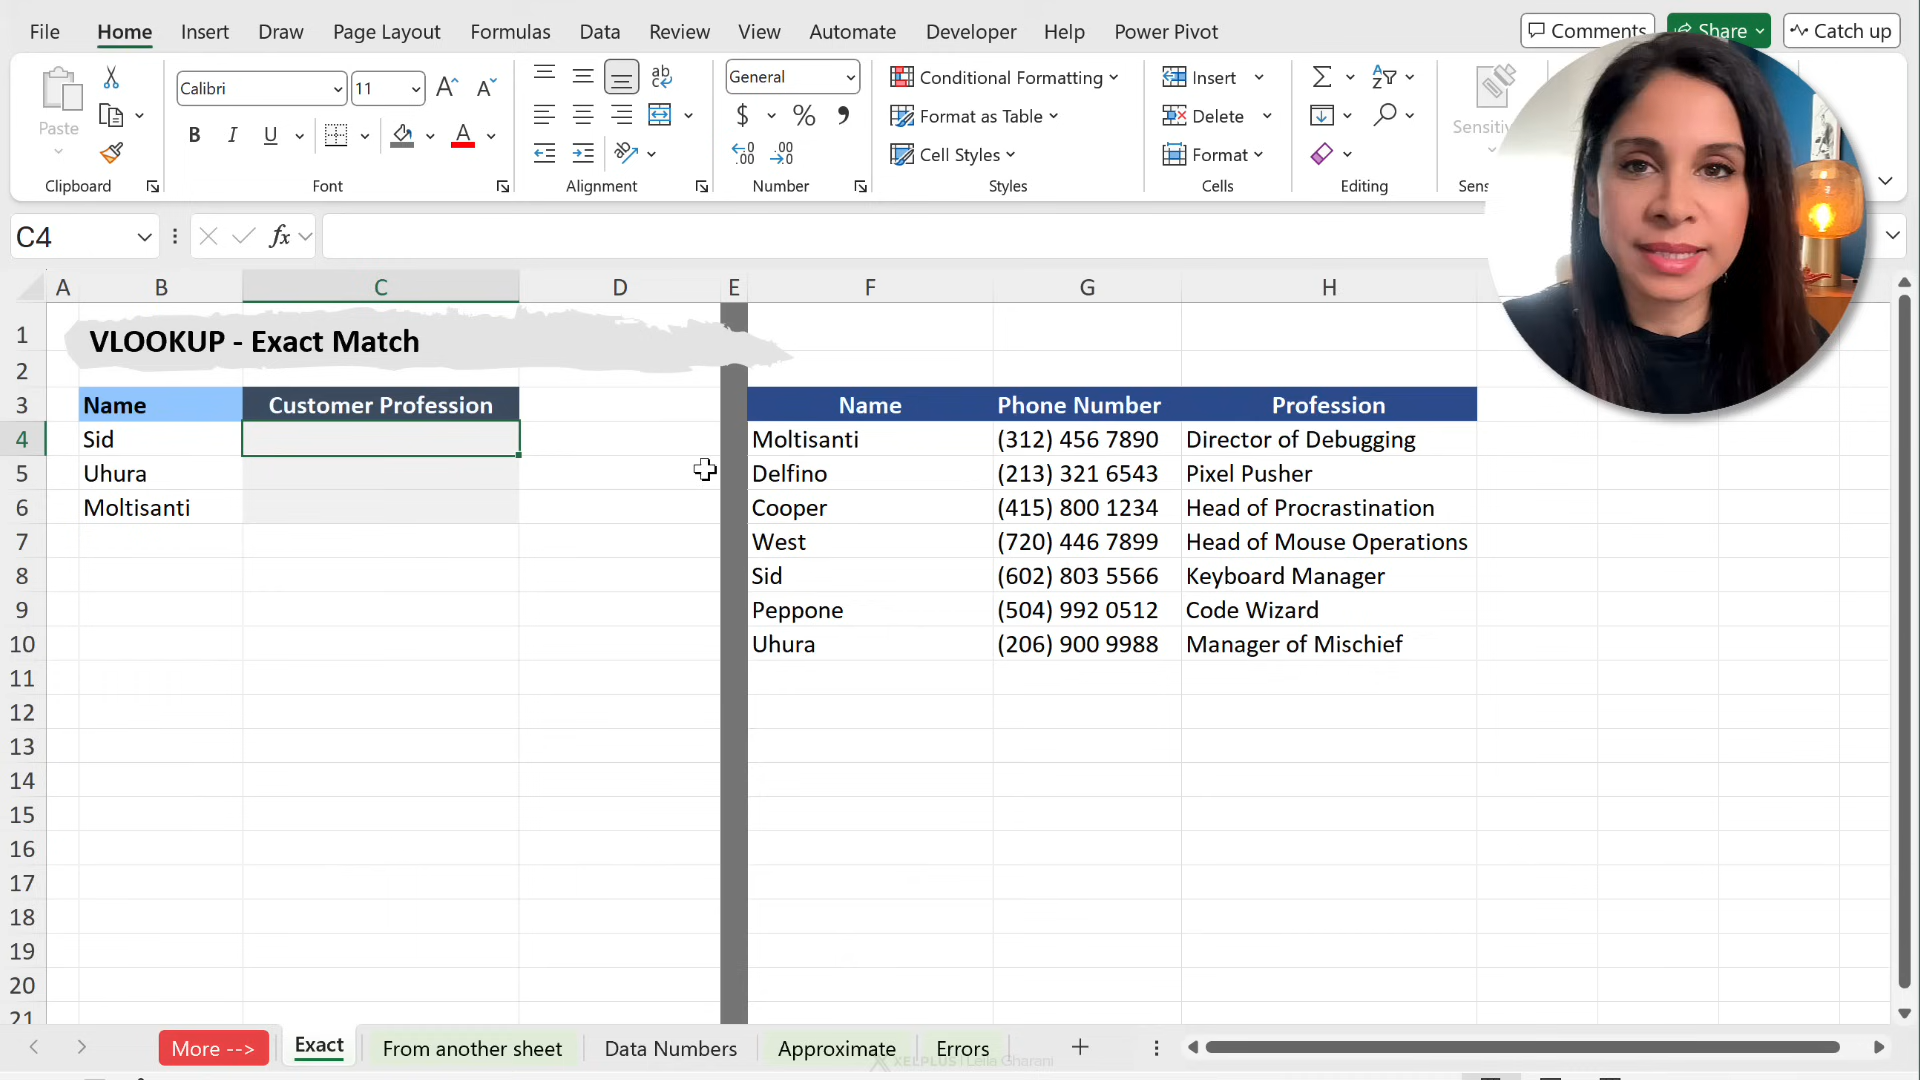 File Home Insert Draw Page Layout Formulas Data Review View Automate Developer Help Power Pivot Comments Share Catch up
Paste Calibri 11 General Conditional Formatting Insert
$ % Format as Table Delete
B I U A Cell Styles Format
Clipboard Font Alignment Number Styles Cells Editing
C4 fx
A B C D E F G H
1 VLOOKUP - Exact Match
2
3 Name Customer Profession Name Phone Number Profession
4 Sid Moltisanti (312) 456 7890 Director of Debugging
5 Uhura Delfino (213) 321 6543 Pixel Pusher
6 Moltisanti Cooper (415) 800 1234 Head of Procrastination
7 West (720) 446 7899 Head of Mouse Operations
8 Sid (602) 803 5566 Keyboard Manager
9 Peppone (504) 992 0512 Code Wizard
10 Uhura (206) 900 9988 Manager of Mischief
11
12
13
14
15
16
17
18
19
20
21
More --> Exact From another sheet Data Numbers Approximate Errors